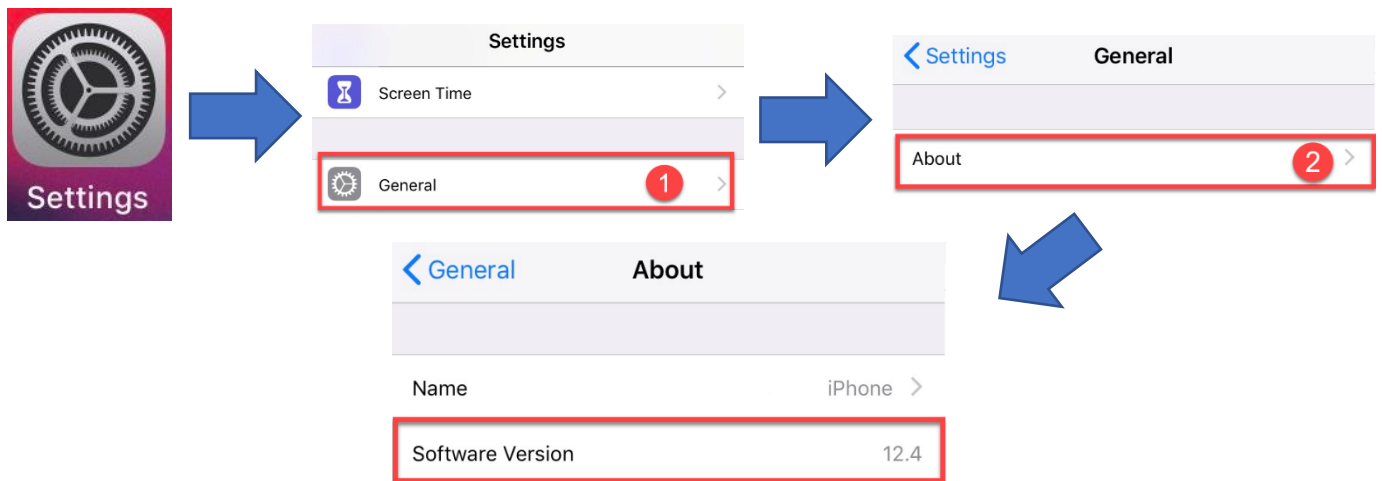 Settings
Settings
Screen Time
General 1
Settings General
About 2
General About
Name iPhone
Software Version 12.4